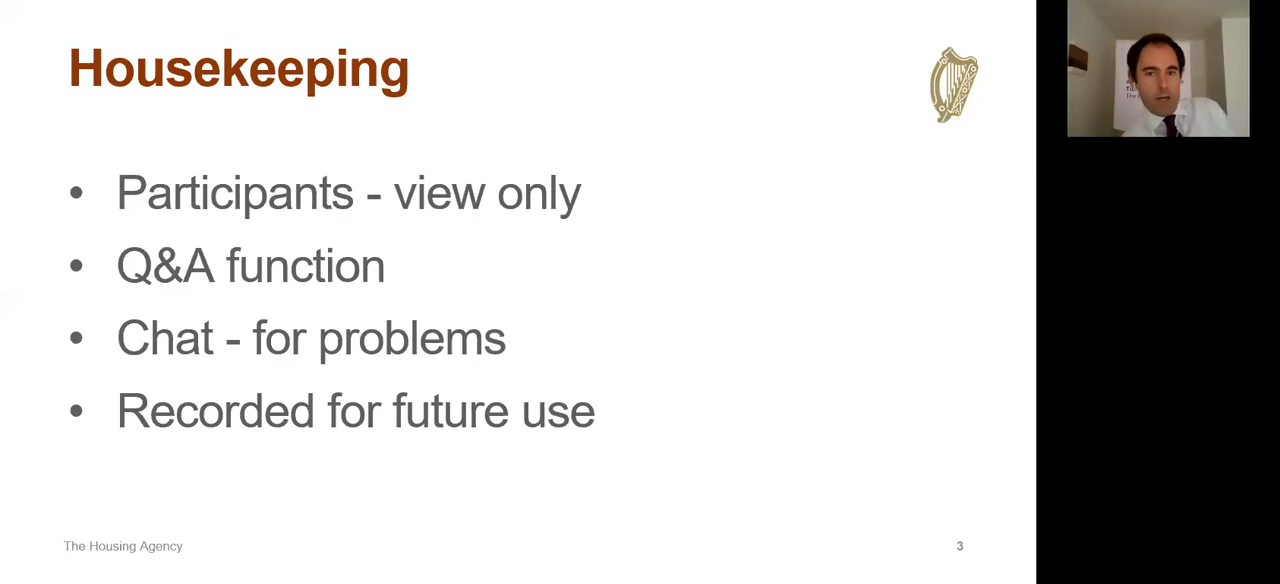 Housekeeping
• Participants - view only
• Q&A function
• Chat - for problems
• Recorded for future use
The Housing Agency
3